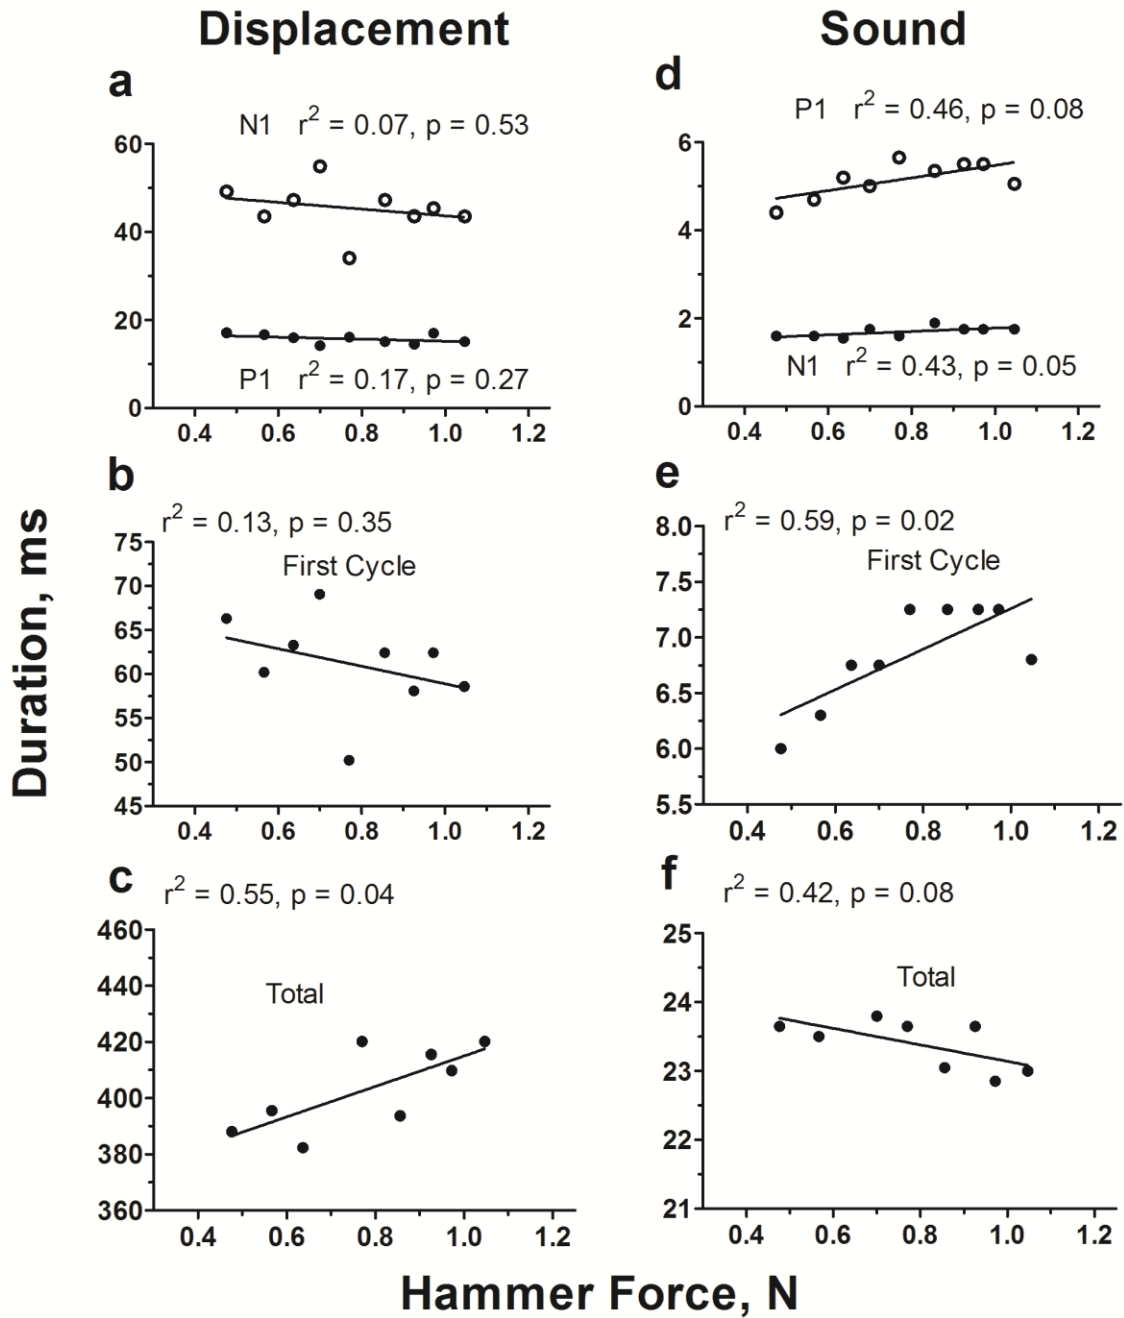 Displacement
Sound
a
N1 r² = 0.07, p = 0.53
60
40
20
0
P1 r² = 0.17, p = 0.27
0.4 0.6 0.8 1.0 1.2
d
P1 r² = 0.46, p = 0.08
6
4
2
0
N1 r² = 0.43, p = 0.05
0.4 0.6 0.8 1.0 1.2
Duration, ms
b
r² = 0.13, p = 0.35
First Cycle
75
70
65
60
55
50
45
0.4 0.6 0.8 1.0 1.2
e
r² = 0.59, p = 0.02
First Cycle
8.0
7.5
7.0
6.5
6.0
5.5
0.4 0.6 0.8 1.0 1.2
c
r² = 0.55, p = 0.04
Total
460
440
420
400
380
360
0.4 0.6 0.8 1.0 1.2
f
r² = 0.42, p = 0.08
Total
25
24
23
22
21
0.4 0.6 0.8 1.0 1.2
Hammer Force, N